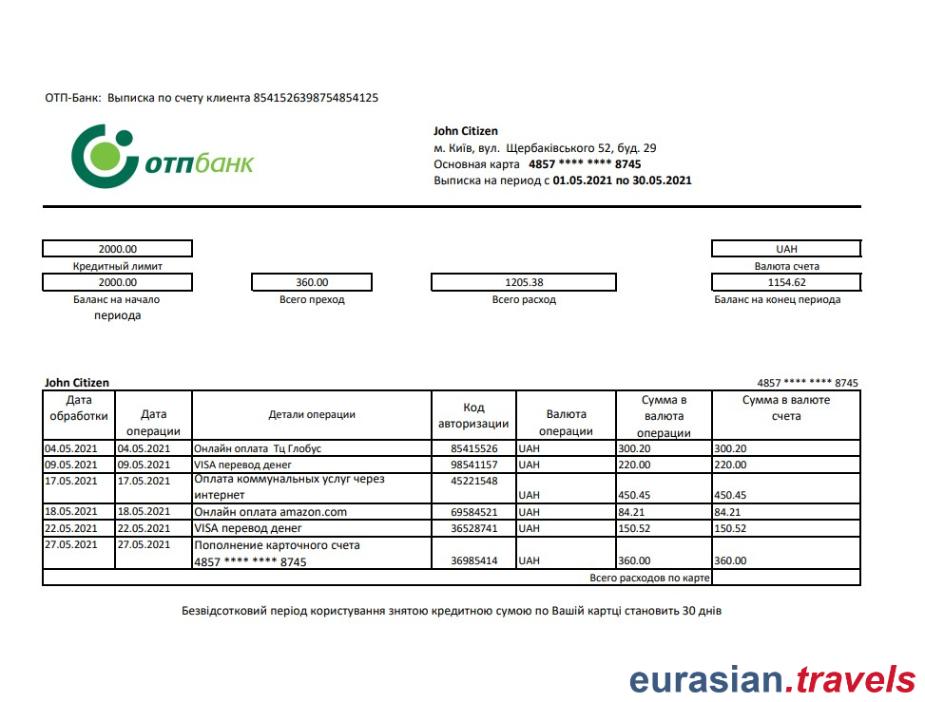 ОТП-Банк: Выписка по счету клиента 8541526398754854125
отпбанк
John Citizen
м. Київ, вул. Щербаківського 52, буд. 29
Основная карта 4857 **** **** 8745
Выписка на период с 01.05.2021 по 30.05.2021
2000.00 UAH
Кредитный лимит Валюта счета
2000.00 360.00 1205.38 1154.62
Баланс на начало Всего преход Всего расход Баланс на конец периода
периода
John Citizen 4857 **** **** 8745
Дата обработки Дата операции Детали операции Код авторизации Валюта операции Сумма в валюта операции Сумма в валюте счета
04.05.2021 04.05.2021 Онлайн оплата Тц Глобус 85415526 UAH 300.20 300.20
09.05.2021 09.05.2021 VISA перевод денег 98541157 UAH 220.00 220.00
17.05.2021 17.05.2021 Оплата коммунальных услуг через 45221548
интернет UAH 450.45 450.45
18.05.2021 18.05.2021 Онлайн оплата amazon.com 69584521 UAH 84.21 84.21
22.05.2021 22.05.2021 VISA перевод денег 36528741 UAH 150.52 150.52
27.05.2021 27.05.2021 Пополнение карточного счета
4857 **** **** 8745 36985414 UAH 360.00 360.00
Всего расходов по карте
Безвідсотковий період користування знятою кредитною сумою по Вашій картці становить 30 днів
eurasian.travels